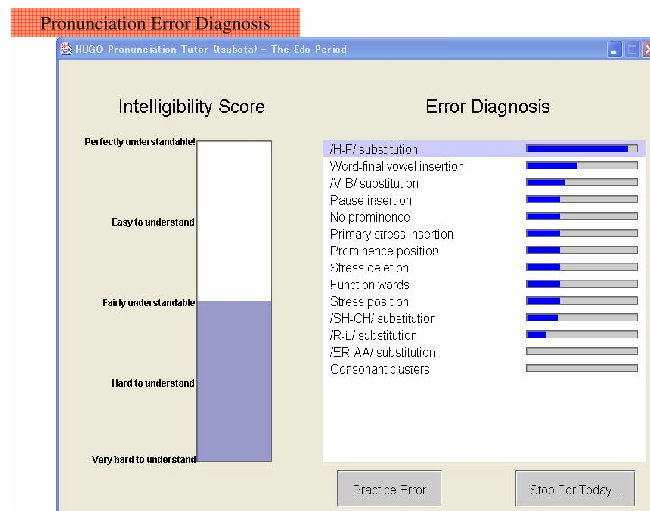 Pronunciation Error Diagnosis
HUGO Pronunciation Tutor (tsubota) - The Edo Period
Intelligibility Score
Perfectly understandable!
Easy to understand
Fairly understandable
Hard to understand
Very hard to understand
Error Diagnosis
/H-F/ substitution
Word-final vowel insertion
/V-B/ substitution
Pause insertion
No prominence
Primary stress insertion
Prominence position
Stress deletion
Function words
Stress position
/SH-CH/ substitution
/R-L/ substitution
/ER-AA/ substitution
Consonant clusters
Practice Error
Stop For Today...